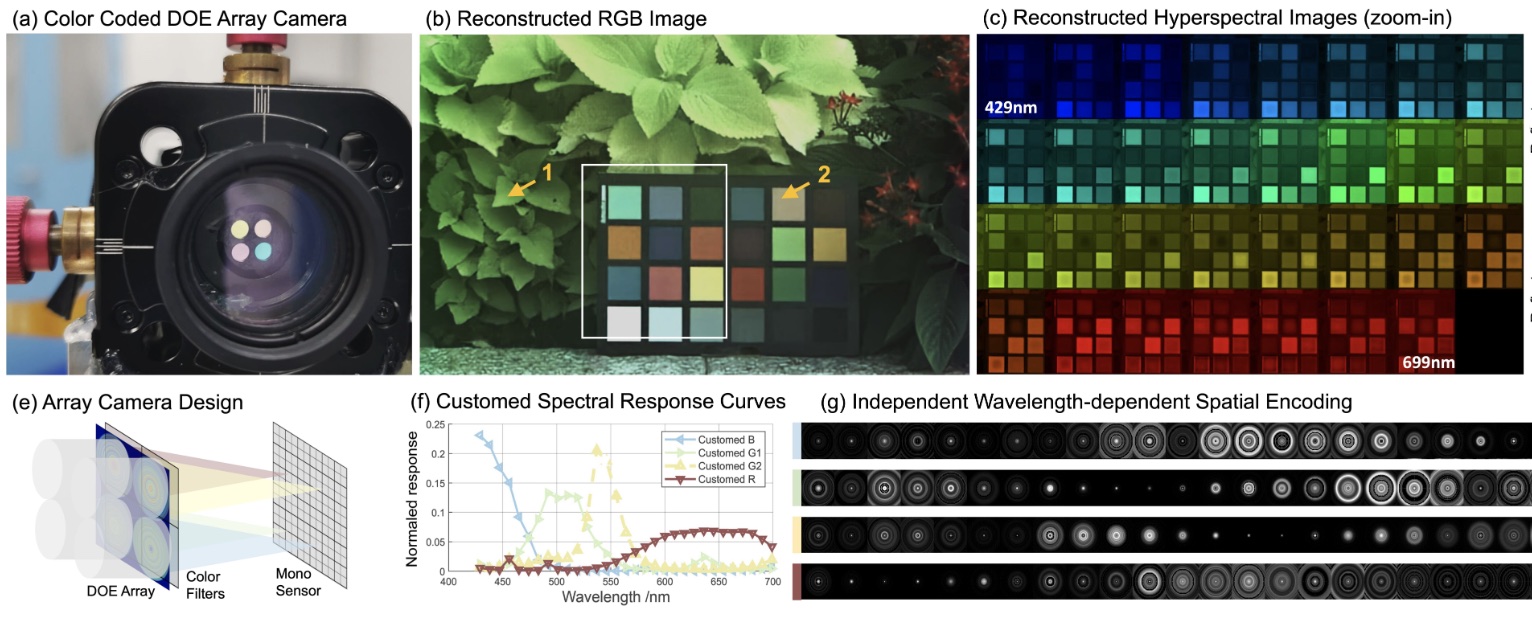 (a) Color Coded DOE Array Camera
(b) Reconstructed RGB Image
(c) Reconstructed Hyperspectral Images (zoom-in)
1
2
429nm
699nm
(e) Array Camera Design
DOE Array
Color
Filters
Mono
Sensor
(f) Customed Spectral Response Curves
Normaled response
0.25
0.2
0.15
0.1
0.05
0
400
450
500
550
600
650
700
Wavelength /nm
Customed B
Customed G1
Customed G2
Customed R
(g) Independent Wavelength-dependent Spatial Encoding